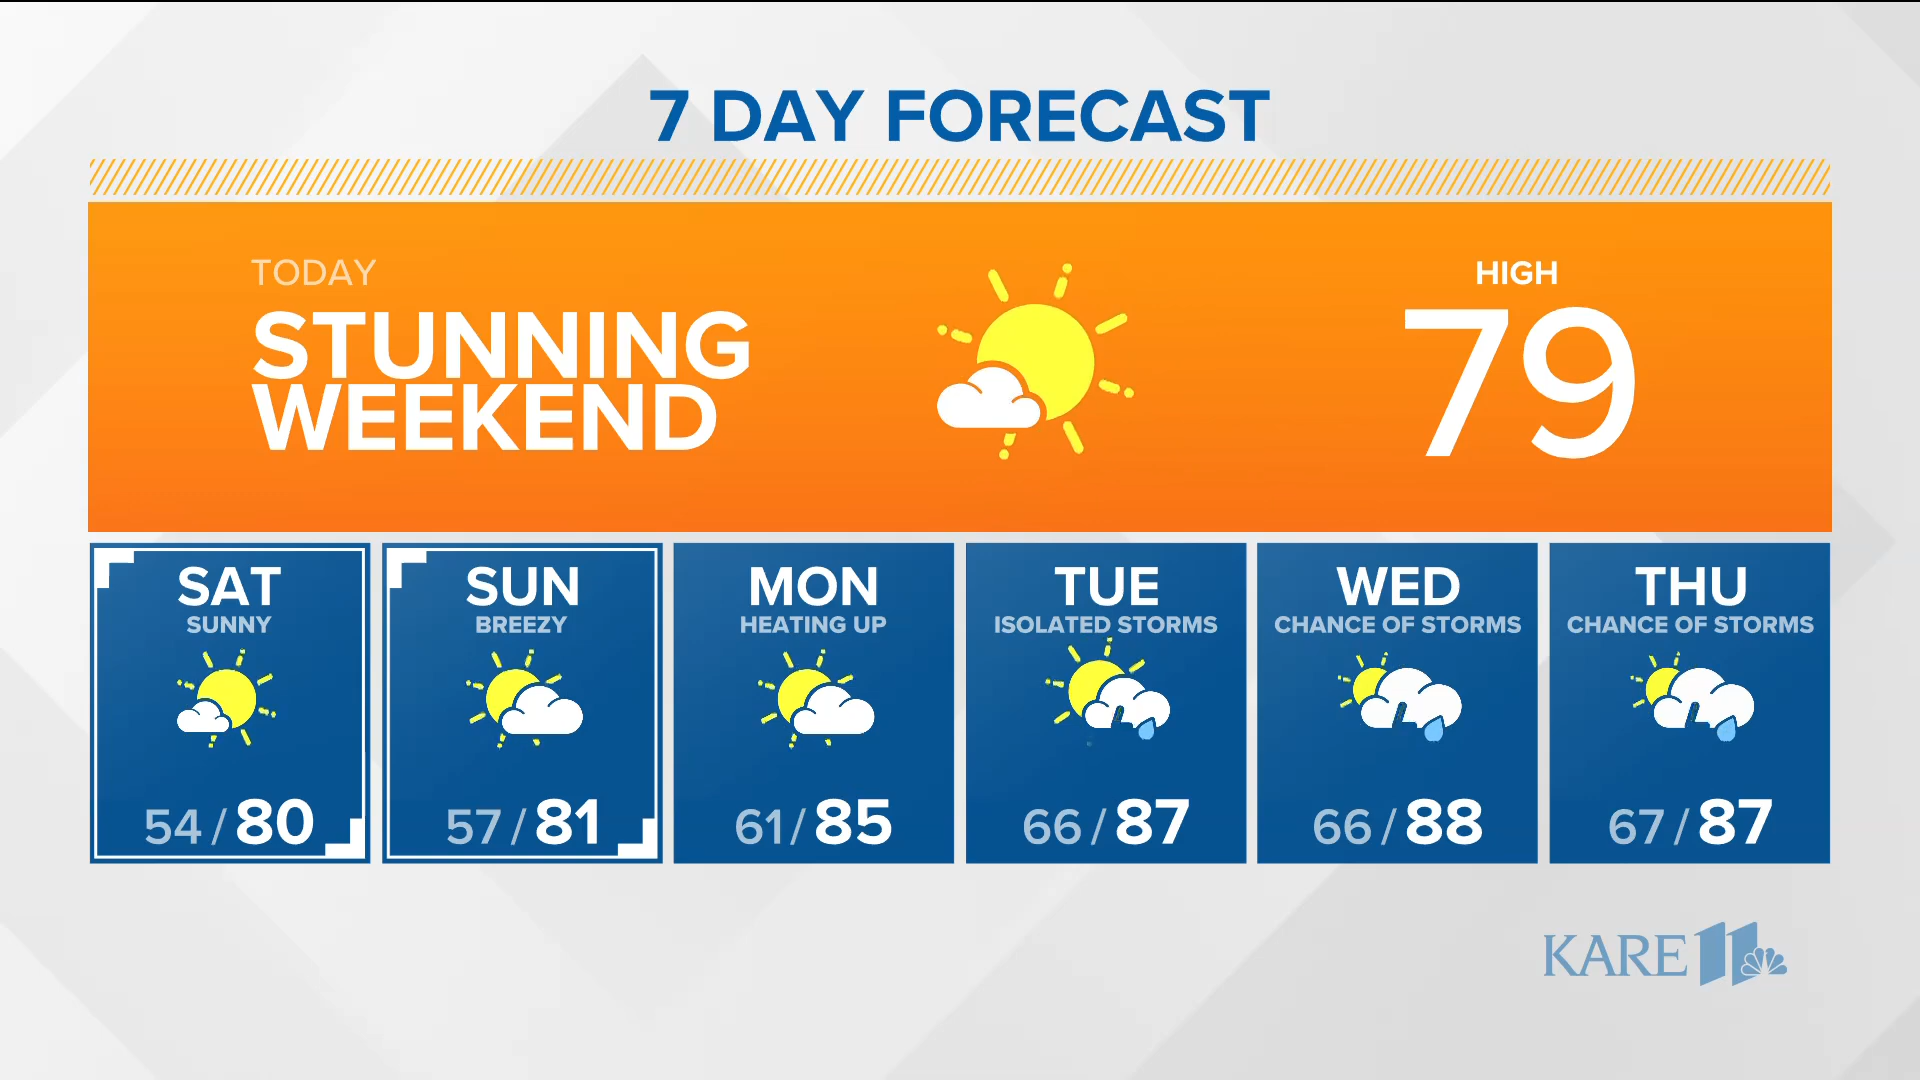 7 DAY FORECAST
TODAY
STUNNING
WEEKEND
HIGH
79
SAT
SUNNY
54/80
SUN
BREEZY
57/81
MON
HEATING UP
61/85
TUE
ISOLATED STORMS
66/87
WED
CHANCE OF STORMS
66/88
THU
CHANCE OF STORMS
67/87
KARE 11